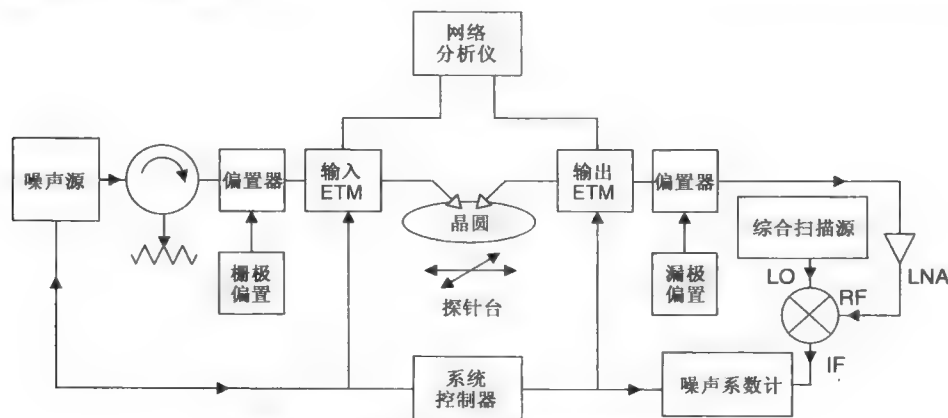 网络
分析仪
噪声源
偏置器
输入
ETM
输出
ETM
偏置器
晶圆
综合扫描源
栅极
偏置
漏极
偏置
LO
RF
LNA
探针台
IF
系统
控制器
噪声系数计